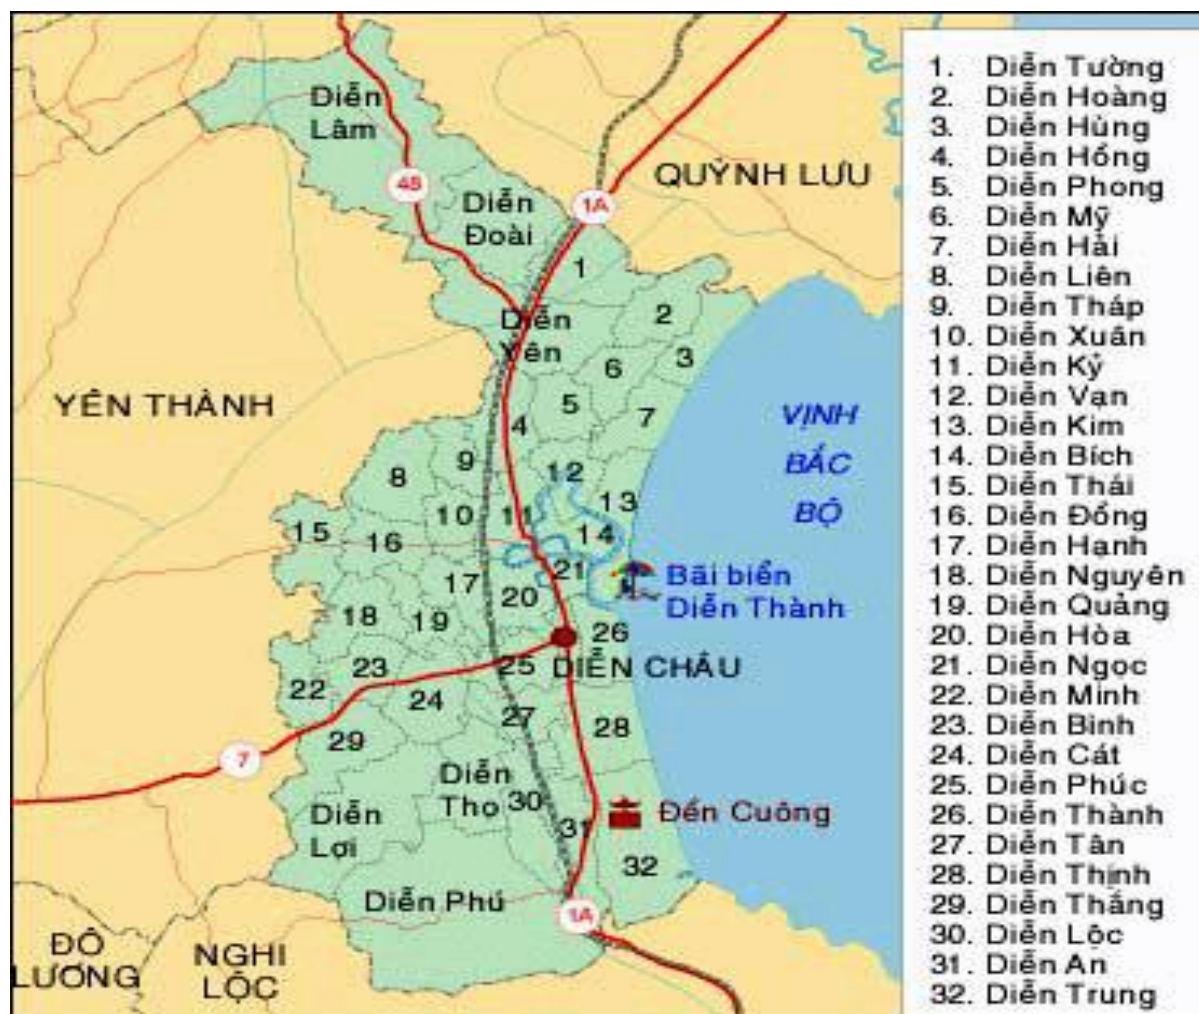 Diễn
Lâm
48
Diễn
Đoài
1A
QUỲNH LƯU
1
2
Diễn
Yên
3
6
5
4
7
YÊN THÀNH
VỊNH
BẮC
BỘ
8
9
12
10
11
13
14
15
16
17
20
21
Bãi biển
Diễn Thành
18
19
26
DIỄN CHÂU
22
23
25
24
27
28
29
7
Diễn
Thọ
30
31
Đền Cuông
Diễn
Lợi
32
Diễn Phú
1A
ĐÔ
LƯƠNG
NGHI
LỘC
1. Diễn Tường
2. Diễn Hoàng
3. Diễn Hùng
4. Diễn Hồng
5. Diễn Phong
6. Diễn Mỹ
7. Diễn Hải
8. Diễn Liên
9. Diễn Tháp
10. Diễn Xuân
11. Diễn Kỷ
12. Diễn Vạn
13. Diễn Kim
14. Diễn Bích
15. Diễn Thái
16. Diễn Đồng
17. Diễn Hạnh
18. Diễn Nguyên
19. Diễn Quảng
20. Diễn Hòa
21. Diễn Ngọc
22. Diễn Minh
23. Diễn Bình
24. Diễn Cát
25. Diễn Phúc
26. Diễn Thành
27. Diễn Tân
28. Diễn Thịnh
29. Diễn Thắng
30. Diễn Lộc
31. Diễn An
32. Diễn Trung